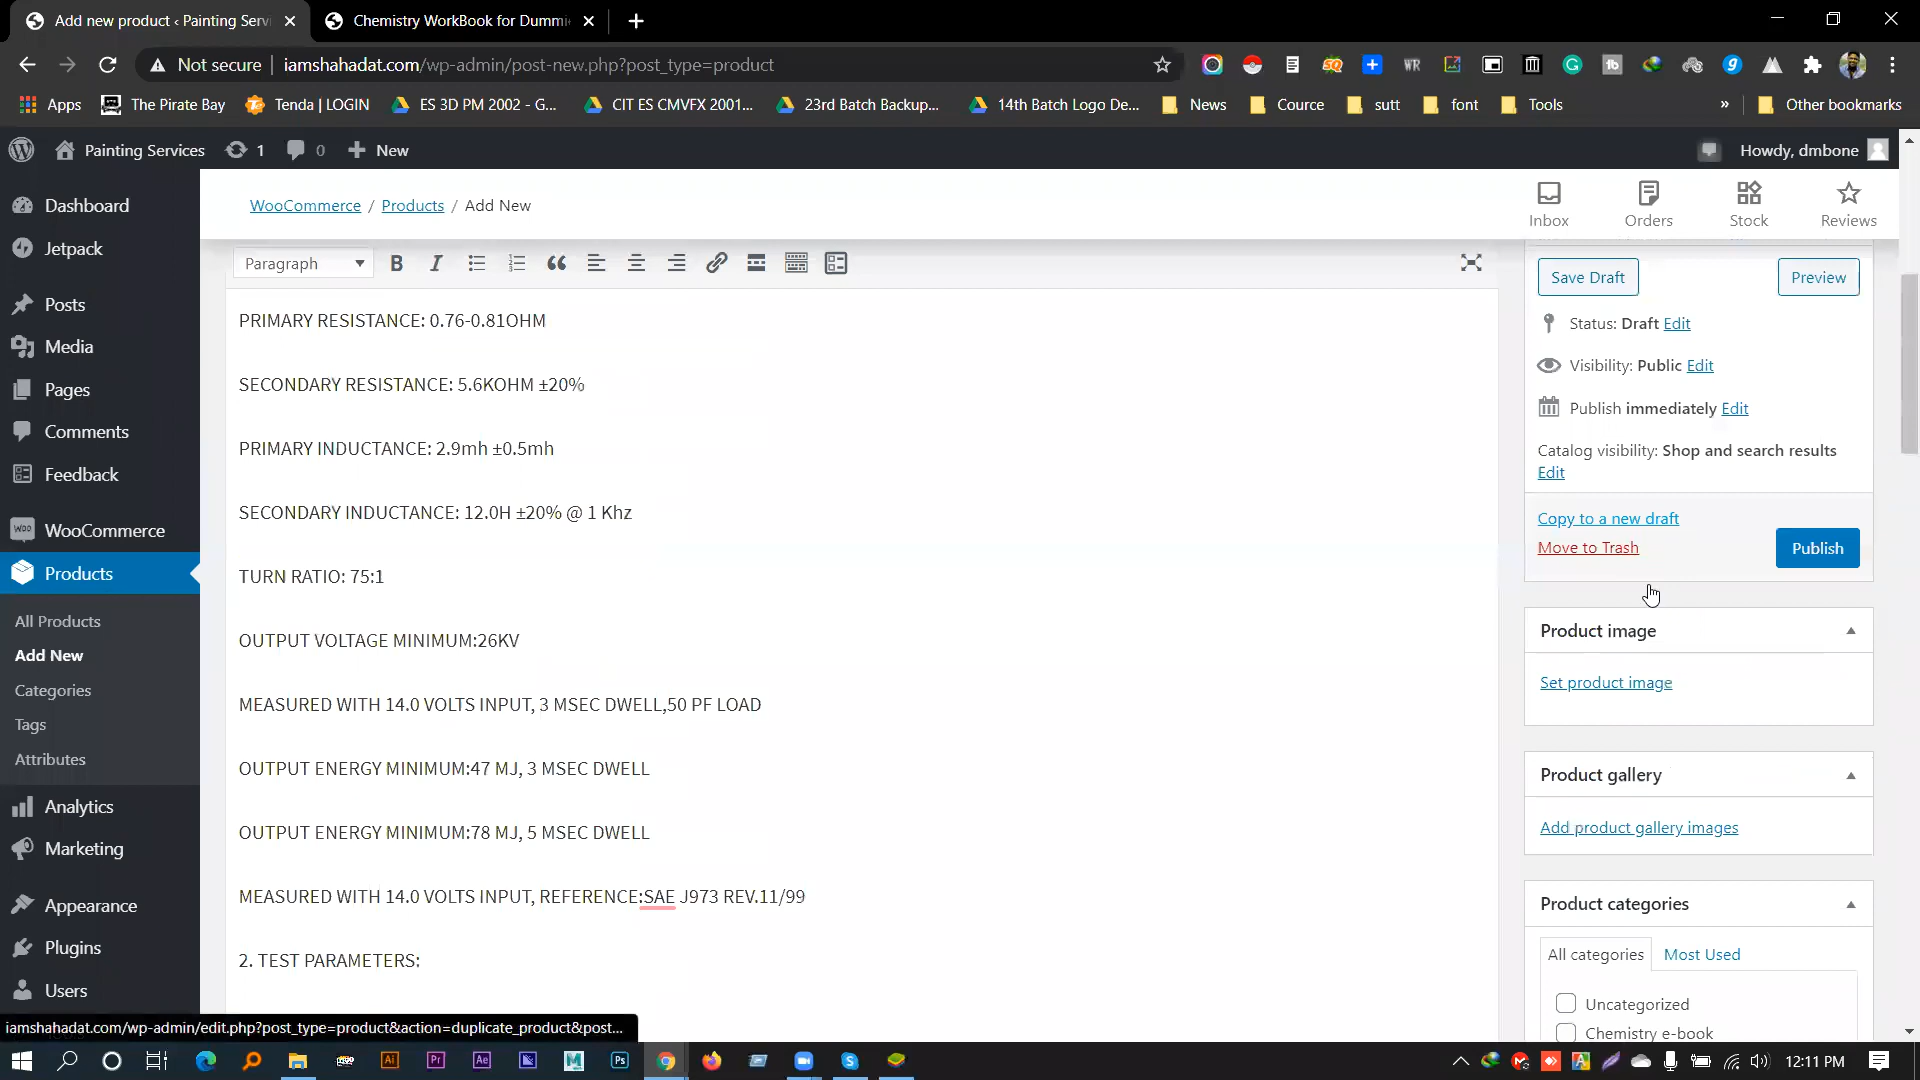 Add new product ‹ Painting Servi
Chemistry WorkBook for Dummi
Not secure
iamshahadat.com/wp-admin/post-new.php?post_type=product
Apps
The Pirate Bay
Tenda | LOGIN
ES 3D PM 2002 - G...
CIT ES CMVFX 2001...
23rd Batch Backup...
14th Batch Logo De...
News
Cource
sutt
font
Tools
»
Other bookmarks
Painting Services
1
0
New
Howdy, dmbone
Dashboard
Jetpack
Posts
Media
Pages
Comments
Feedback
WooCommerce
Products
All Products
Add New
Categories
Tags
Attributes
Analytics
Marketing
Appearance
Plugins
Users
WooCommerce / Products / Add New
Inbox
Orders
Stock
Reviews
Paragraph
B
I
PRIMARY RESISTANCE: 0.76-0.81OHM
SECONDARY RESISTANCE: 5.6KOHM ±20%
PRIMARY INDUCTANCE: 2.9mh ±0.5mh
SECONDARY INDUCTANCE: 12.0H ±20% @ 1 Khz
TURN RATIO: 75:1
OUTPUT VOLTAGE MINIMUM:26KV
MEASURED WITH 14.0 VOLTS INPUT, 3 MSEC DWELL,50 PF LOAD
OUTPUT ENERGY MINIMUM:47 MJ, 3 MSEC DWELL
OUTPUT ENERGY MINIMUM:78 MJ, 5 MSEC DWELL
MEASURED WITH 14.0 VOLTS INPUT, REFERENCE:SAE J973 REV.11/99
2. TEST PARAMETERS:
Save Draft
Preview
Status: Draft Edit
Visibility: Public Edit
Publish immediately Edit
Catalog visibility: Shop and search results
Edit
Copy to a new draft
Move to Trash
Publish
Product image
Set product image
Product gallery
Add product gallery images
Product categories
All categories
Most Used
Uncategorized
Chemistry e-book
iamshahadat.com/wp-admin/edit.php?post_type=product&action=duplicate_product&post...
12:11 PM